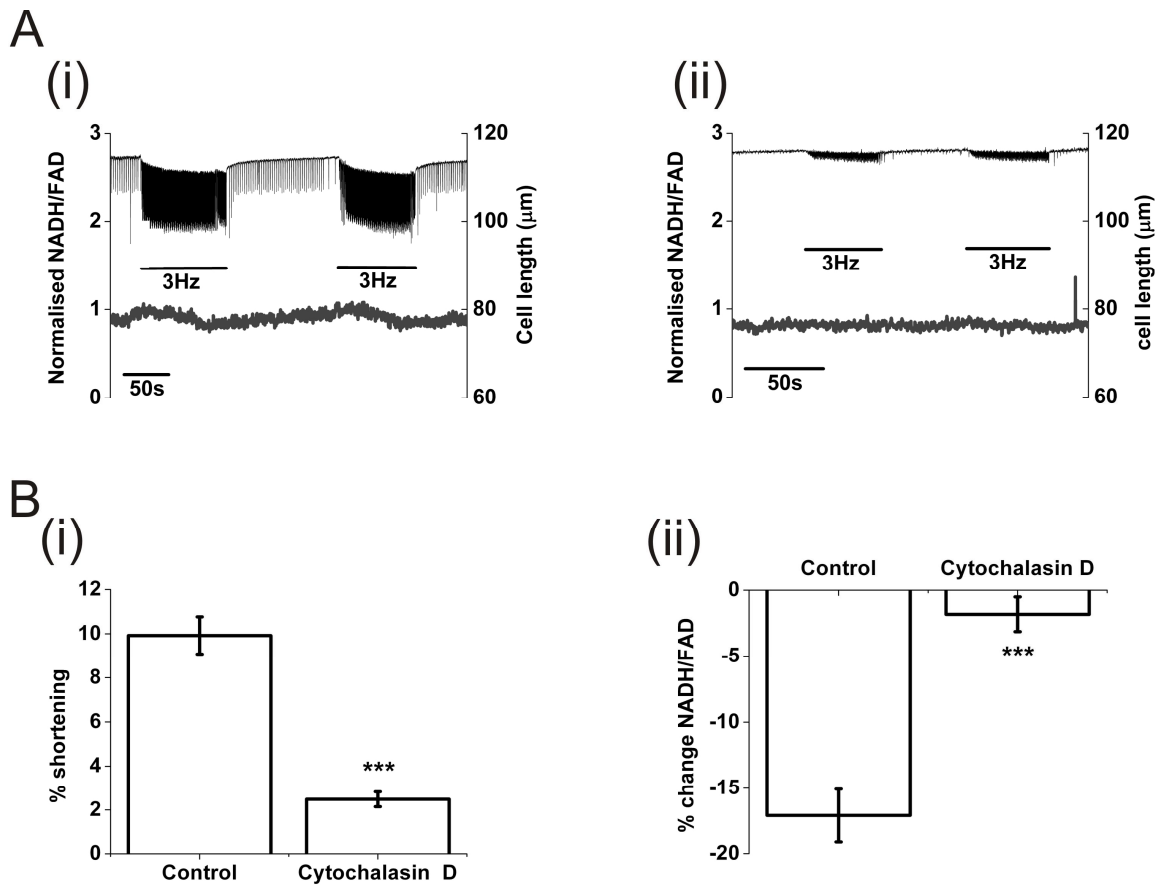 A
(i)
(ii)
Normalised NADH/FAD
3
2
1
0
120
100
80
60
Cell length (μm)
3Hz
3Hz
50s
Normalised NADH/FAD
3
2
1
0
120
100
80
60
cell length (μm)
3Hz
3Hz
50s
B
(i)
(ii)
% shortening
12
10
8
6
4
2
0
***
Control
Cytochalasin D
% change NADH/FAD
Control
Cytochalasin D
0
-5
-10
-15
-20
***